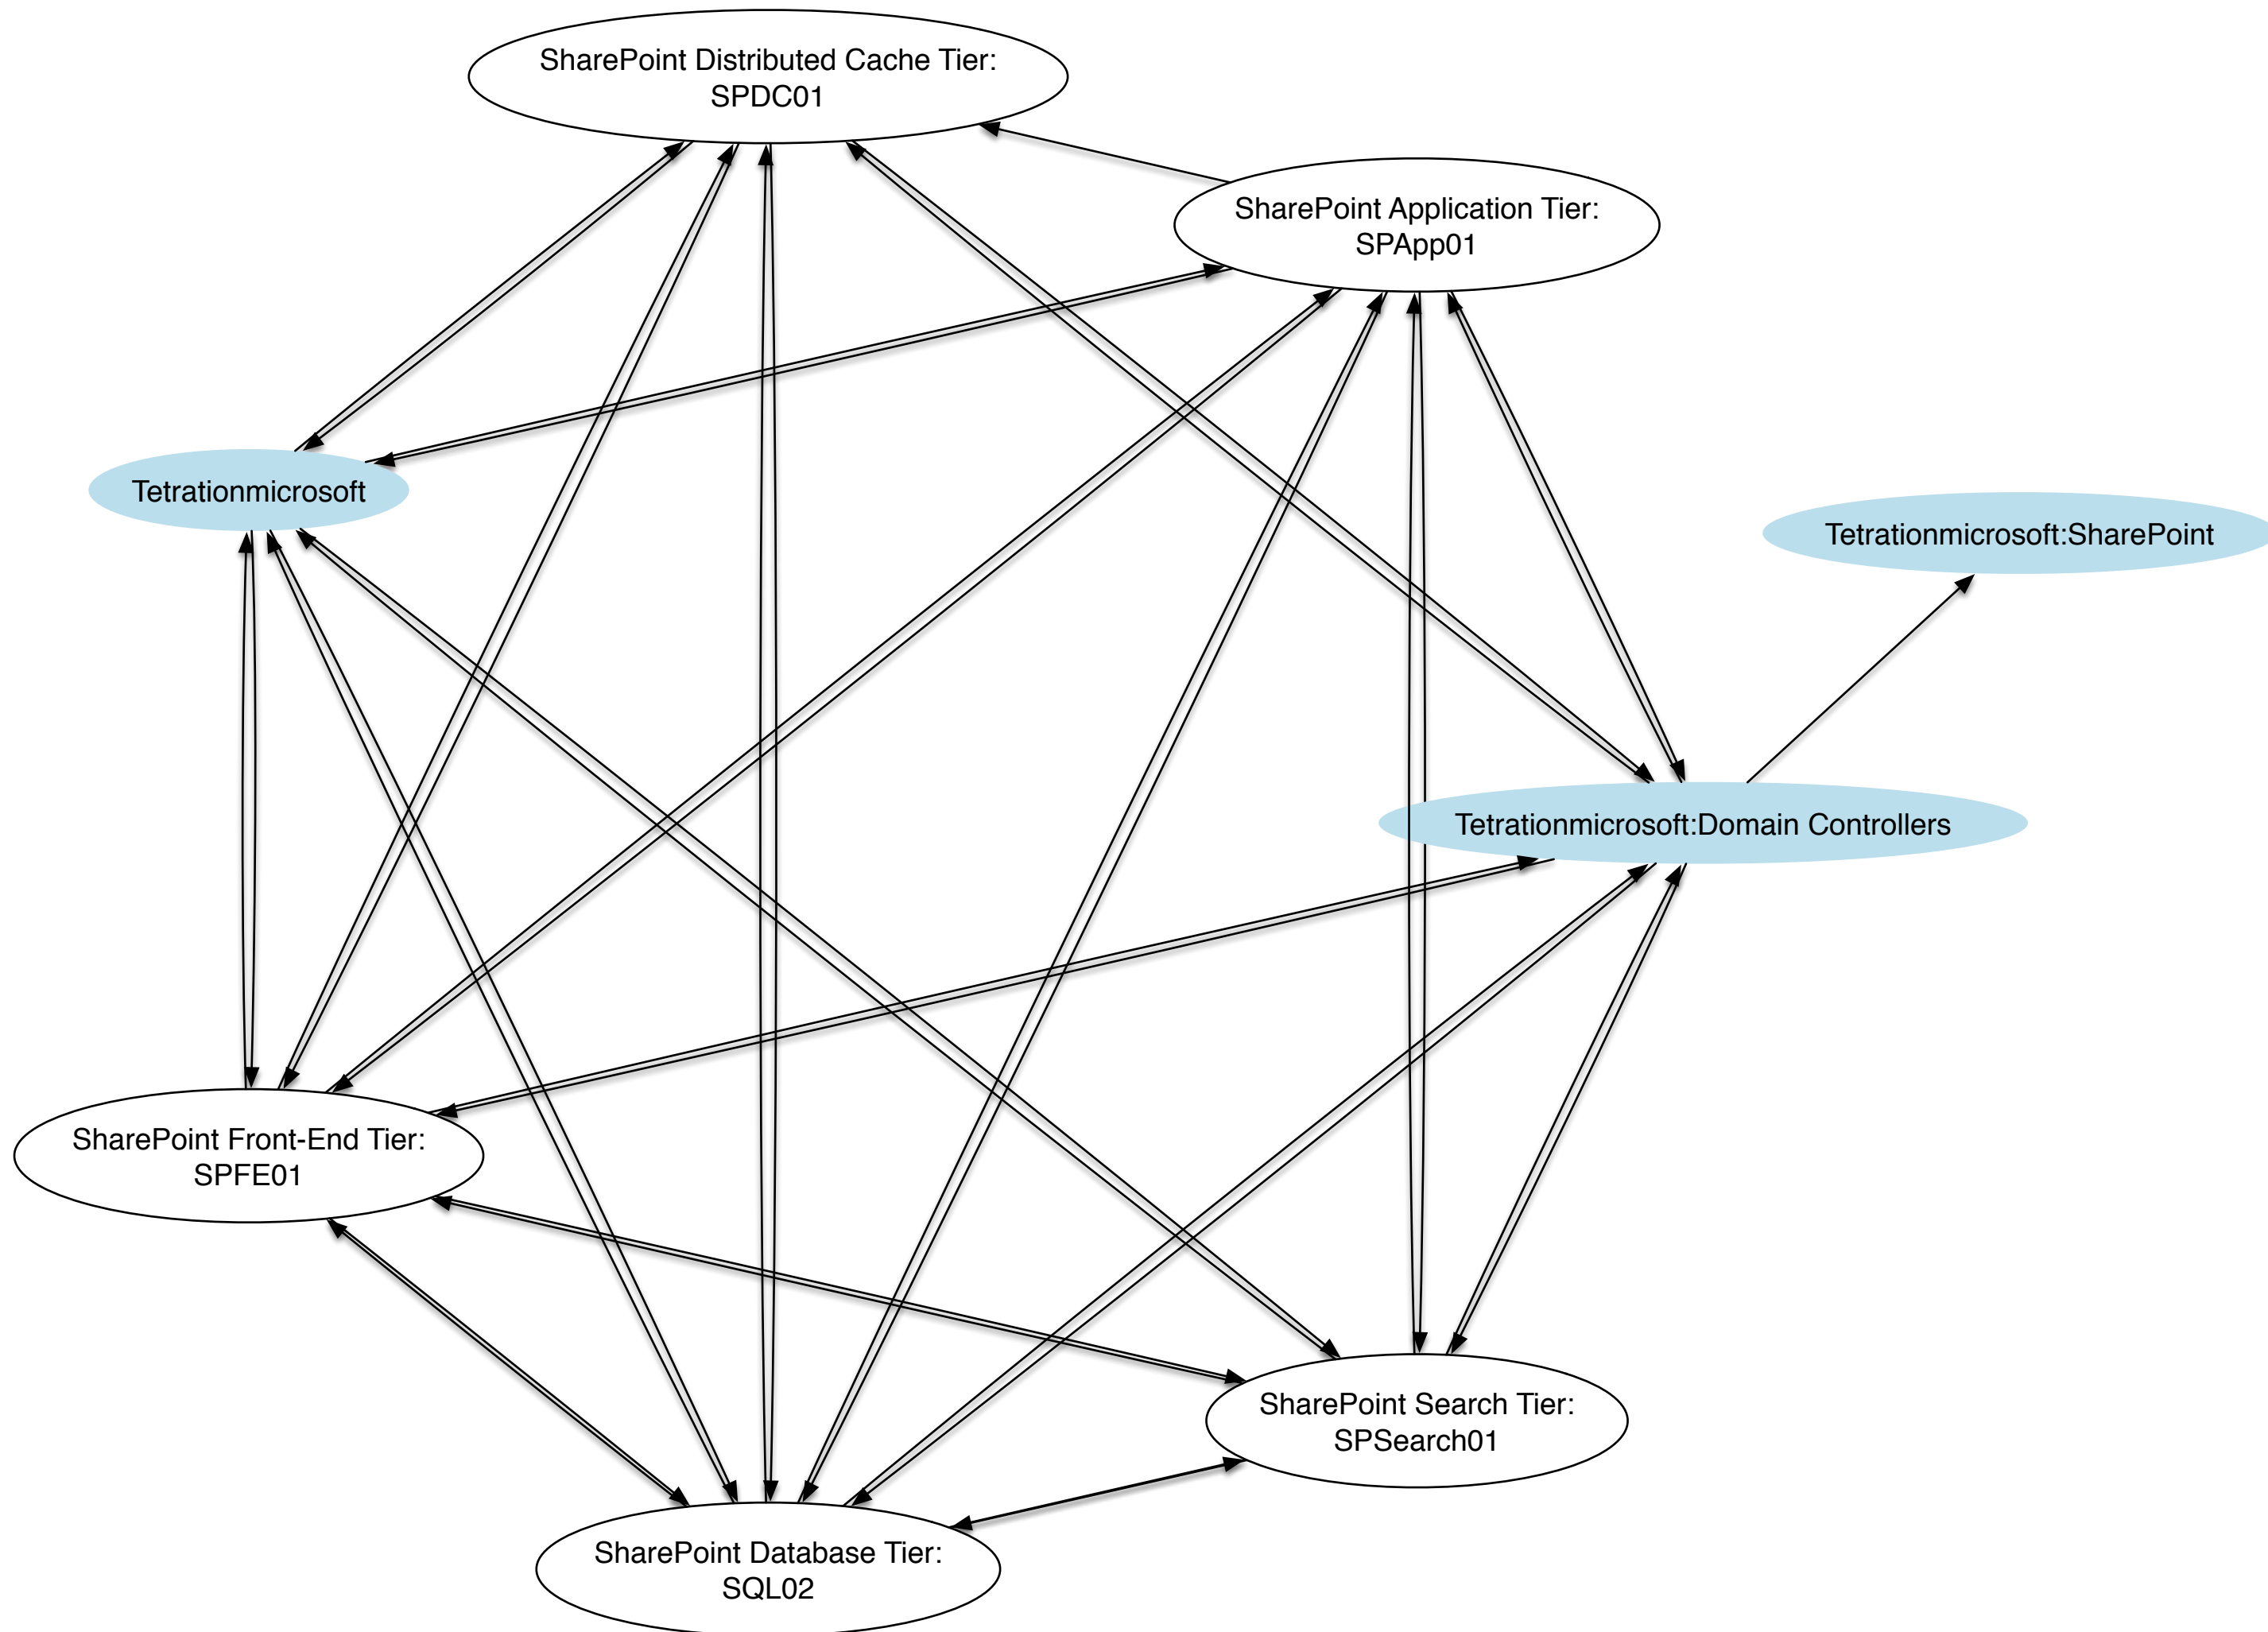 SharePoint Distributed Cache Tier:
SPDC01
SharePoint Application Tier:
SPApp01
Tetrationmicrosoft
Tetrationmicrosoft:SharePoint
Tetrationmicrosoft:Domain Controllers
SharePoint Front-End Tier:
SPFE01
SharePoint Search Tier:
SPSearch01
SharePoint Database Tier:
SQL02